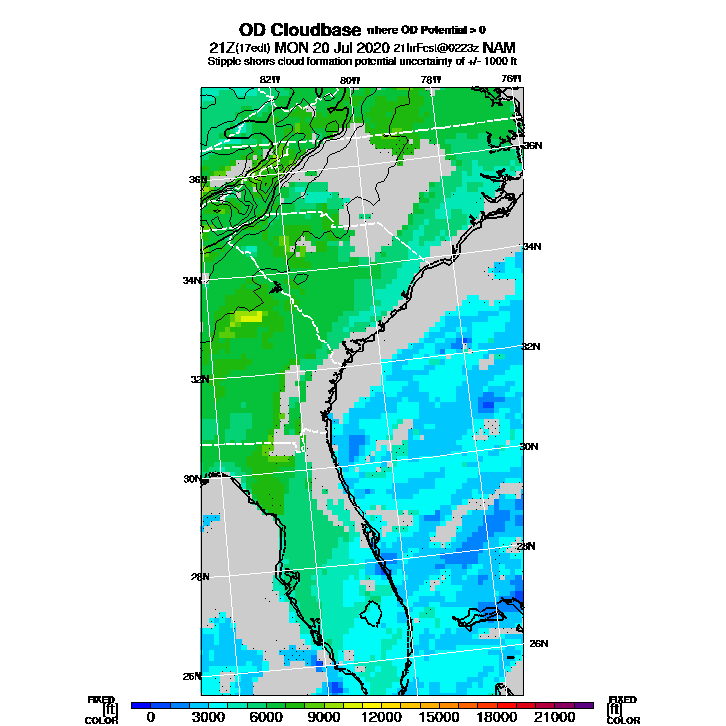 OD Cloudbase where OD Potential > 0
21Z(17edt) MON 20 Jul 2020 21hrFcst@0223z NAM
Stipple shows cloud formation potential uncertainty of +/- 1000 ft
82W 80W 78W 76W
36N 36N
34N 34N
32N 32N
30N 30N
28N 28N
26N 26N
FIXED FIXED
[ft] [ft]
COLOR COLOR
0 3000 6000 9000 12000 15000 18000 21000